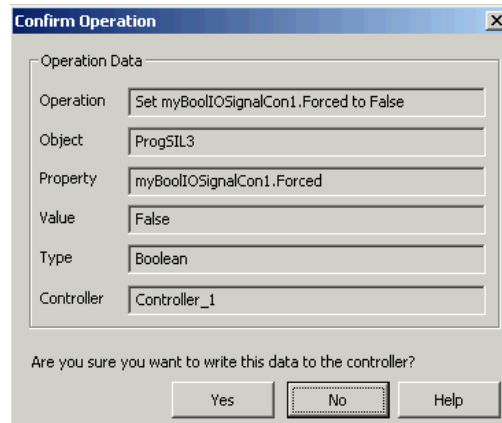 Confirm Operation
Operation Data
Operation Set myBoolIOSignalCon1.Forced to False
Object ProgSIL3
Property myBoolIOSignalCon1.Forced
Value False
Type Boolean
Controller Controller_1
Are you sure you want to write this data to the controller?
Yes No Help